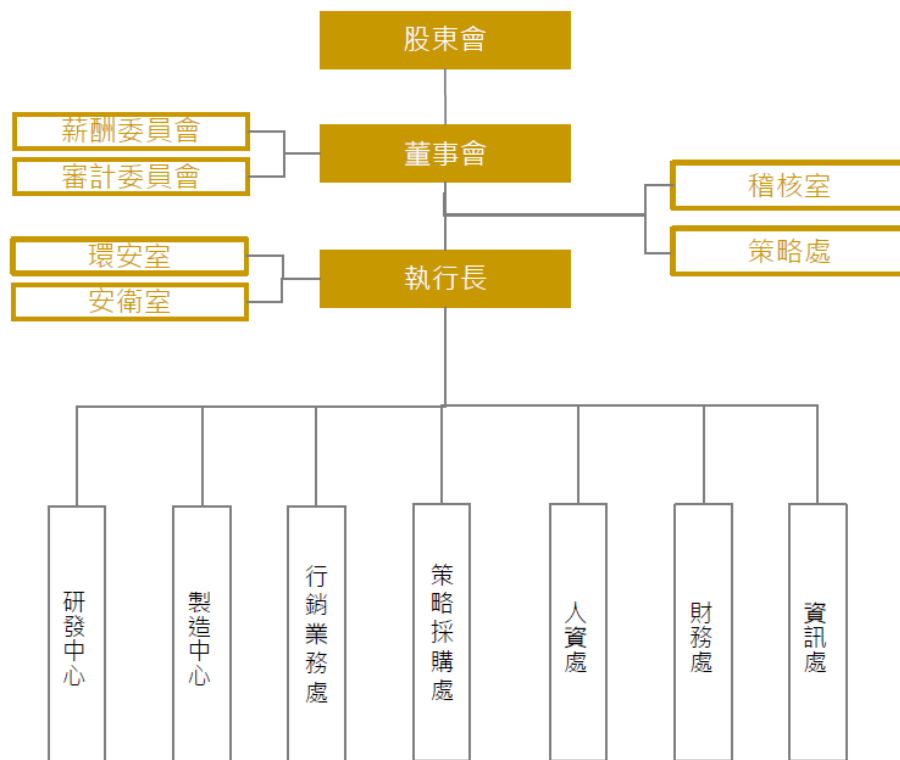 股東會
薪酬委員會
董事會
審計委員會
稽核室
環安室
執行長
策略處
安衛室
研發中心
製造中心
行銷業務處
策略採購處
人資處
財務處
資訊處